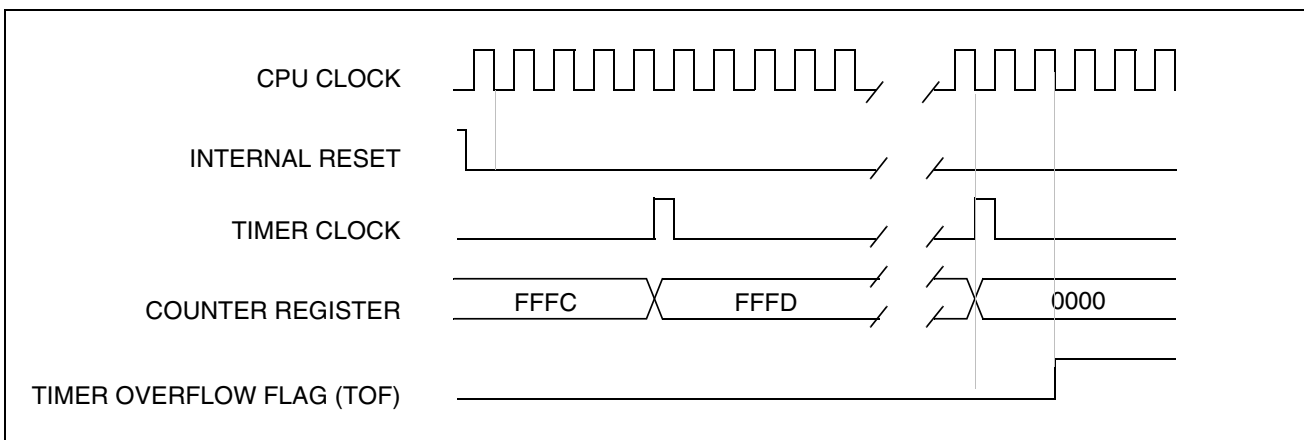 CPU CLOCK
INTERNAL RESET
TIMER CLOCK
COUNTER REGISTER
FFFC
FFFD
0000
TIMER OVERFLOW FLAG (TOF)